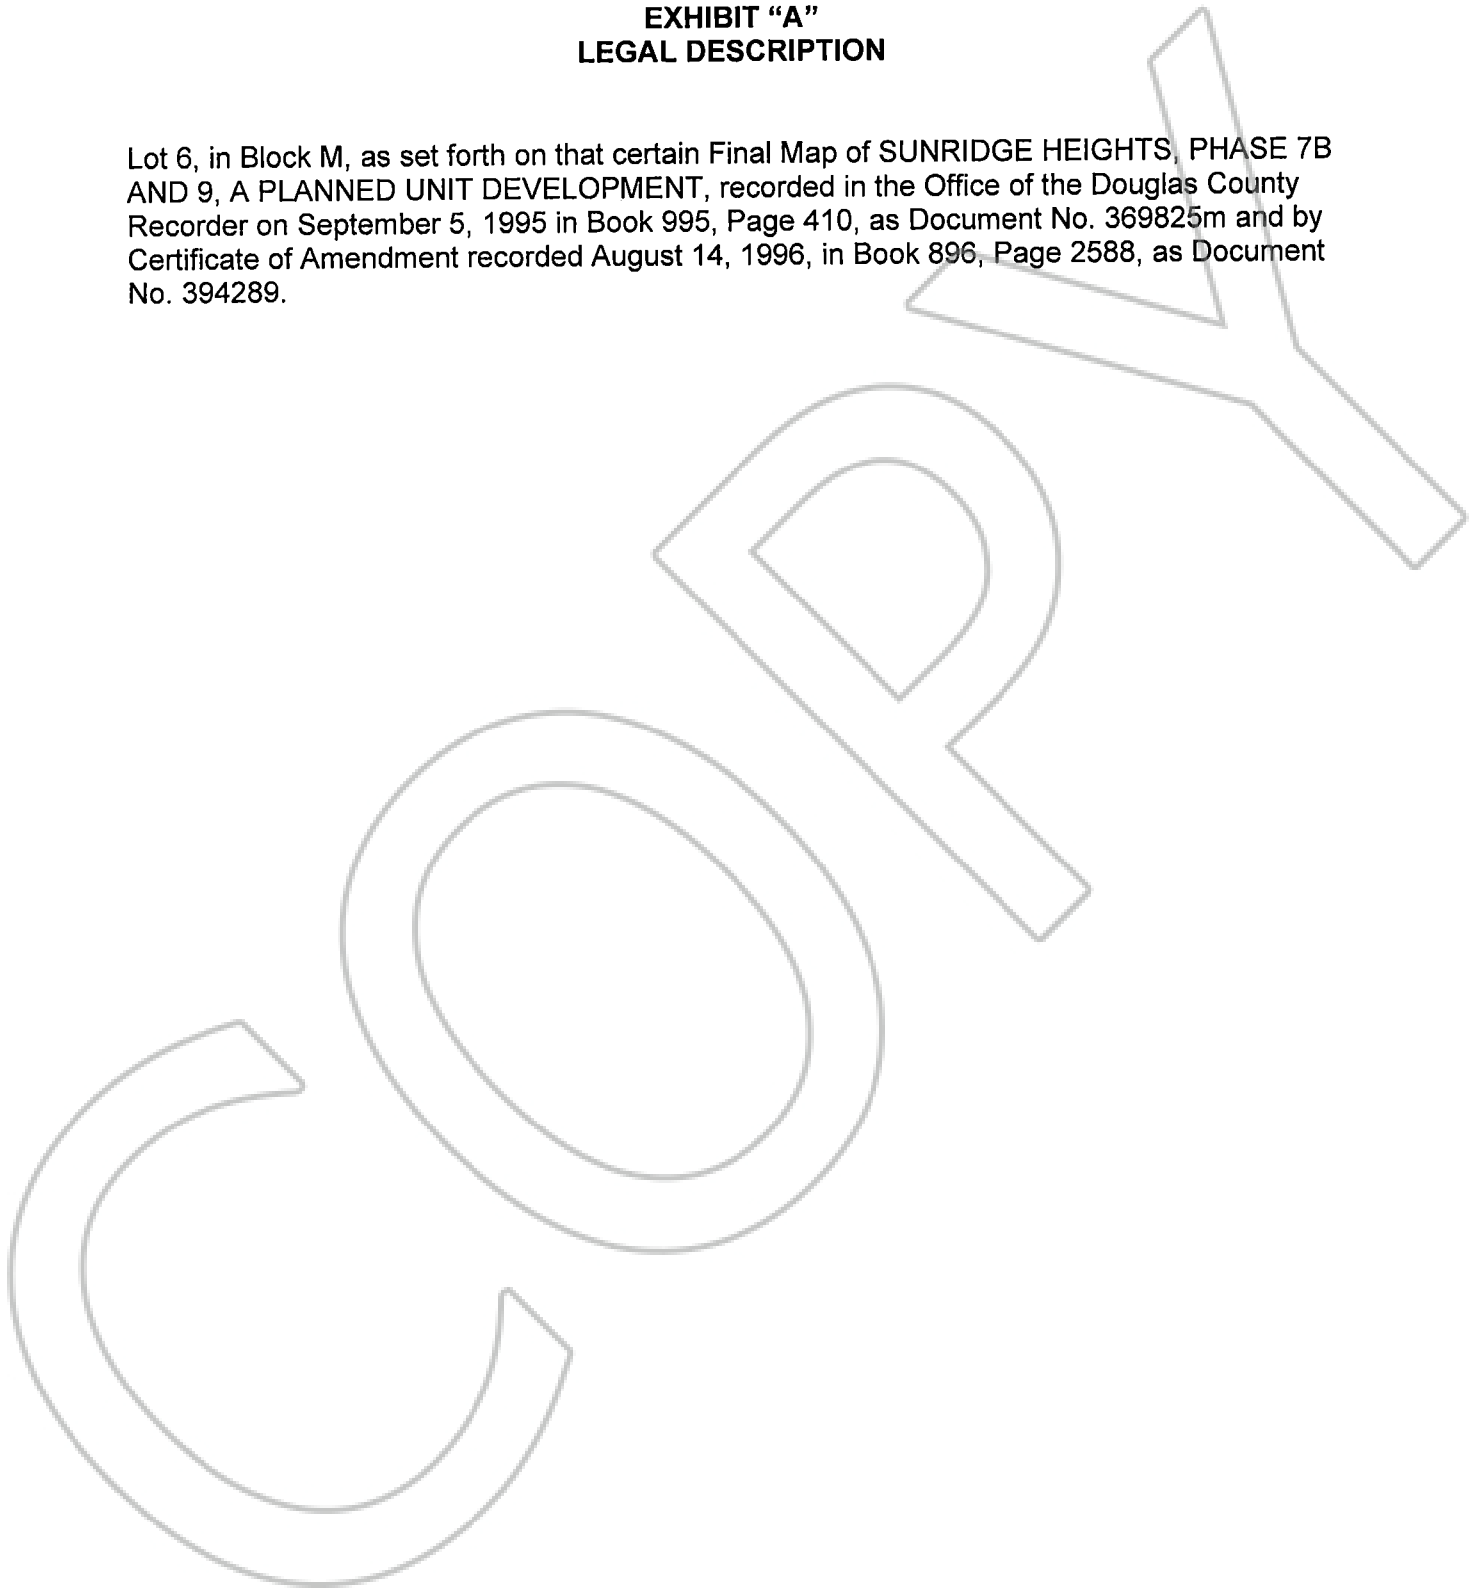 EXHIBIT “A”
LEGAL DESCRIPTION
Lot 6, in Block M, as set forth on that certain Final Map of SUNRIDGE HEIGHTS, PHASE 7B
AND 9, A PLANNED UNIT DEVELOPMENT, recorded in the Office of the Douglas County
Recorder on September 5, 1995 in Book 995, Page 410, as Document No. 369825m and by
Certificate of Amendment recorded August 14, 1996, in Book 896, Page 2588, as Document
No. 394289.
COPY